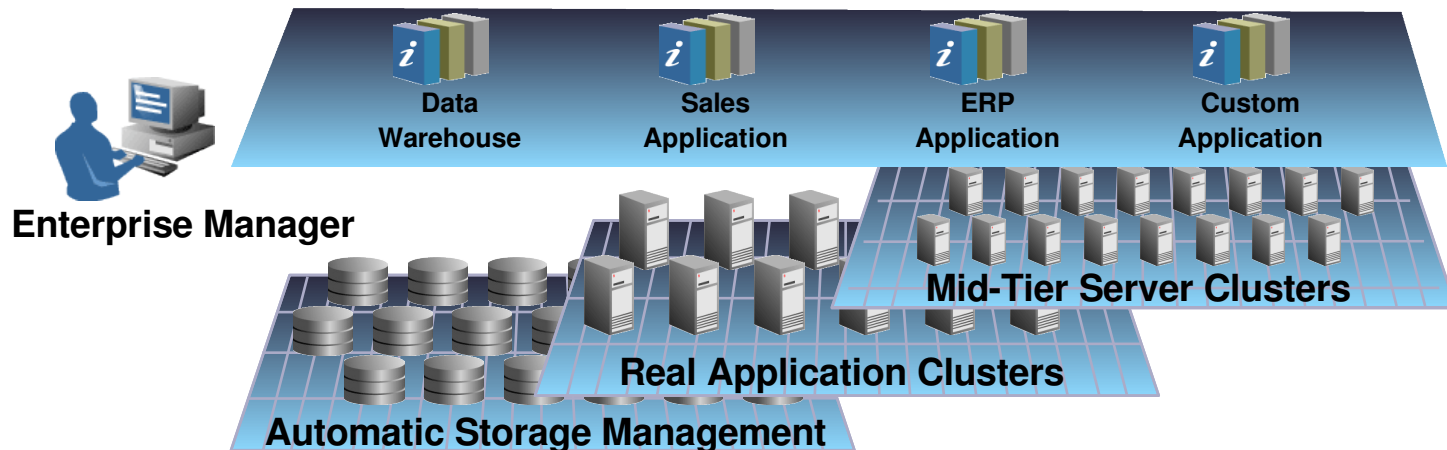 i
i
i
i
Data
Warehouse
Sales
Application
ERP
Application
Custom
Application
Enterprise Manager
Mid-Tier Server Clusters
Real Application Clusters
Automatic Storage Management